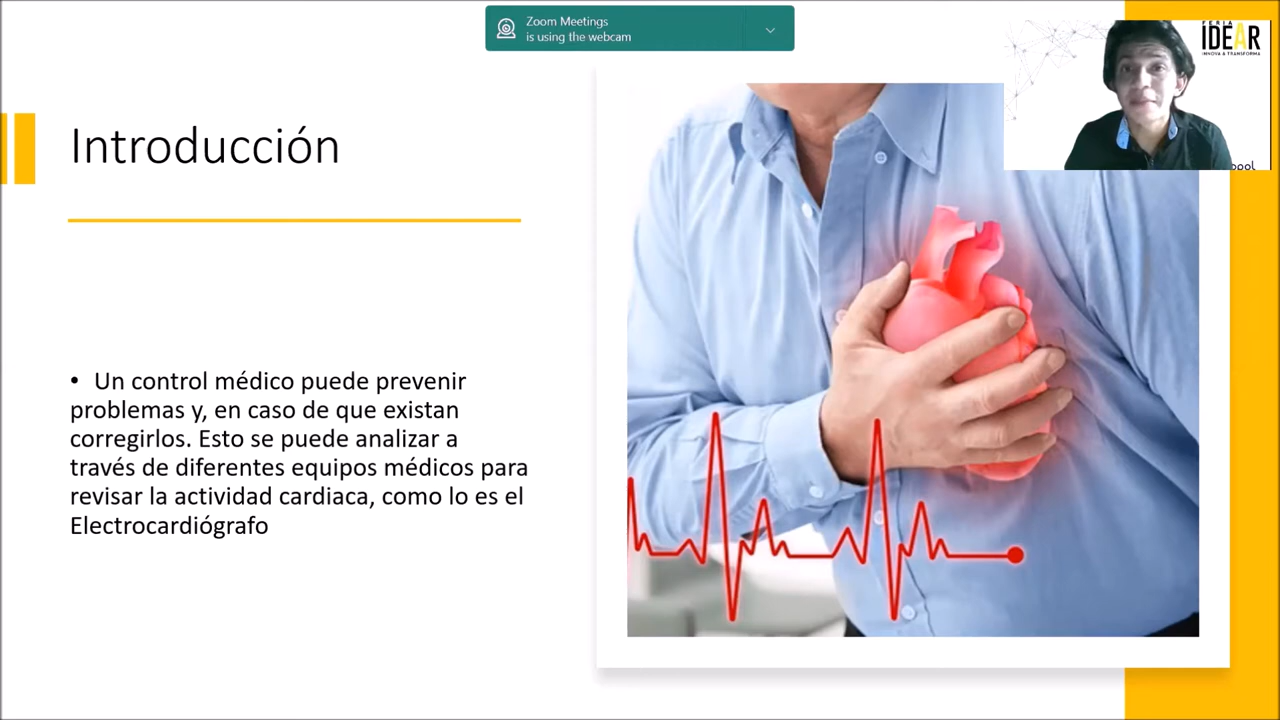 Zoom Meetings
is using the webcam
FERIA
IDEAR
INNOVA & TRANSFORMA
Introducción
• Un control médico puede prevenir
problemas y, en caso de que existan
corregirlos. Esto se puede analizar a
través de diferentes equipos médicos para
revisar la actividad cardiaca, como lo es el
Electrocardiógrafo